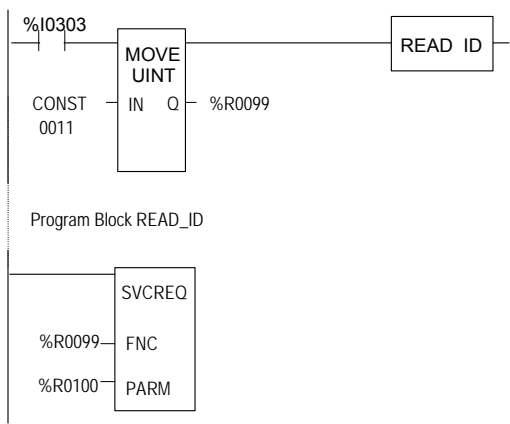 %I0303
MOVE
UINT
READ ID
CONST
0011
IN Q
%R0099
Program Block READ_ID
SVCREQ
%R0099
FNC
%R0100
PARM